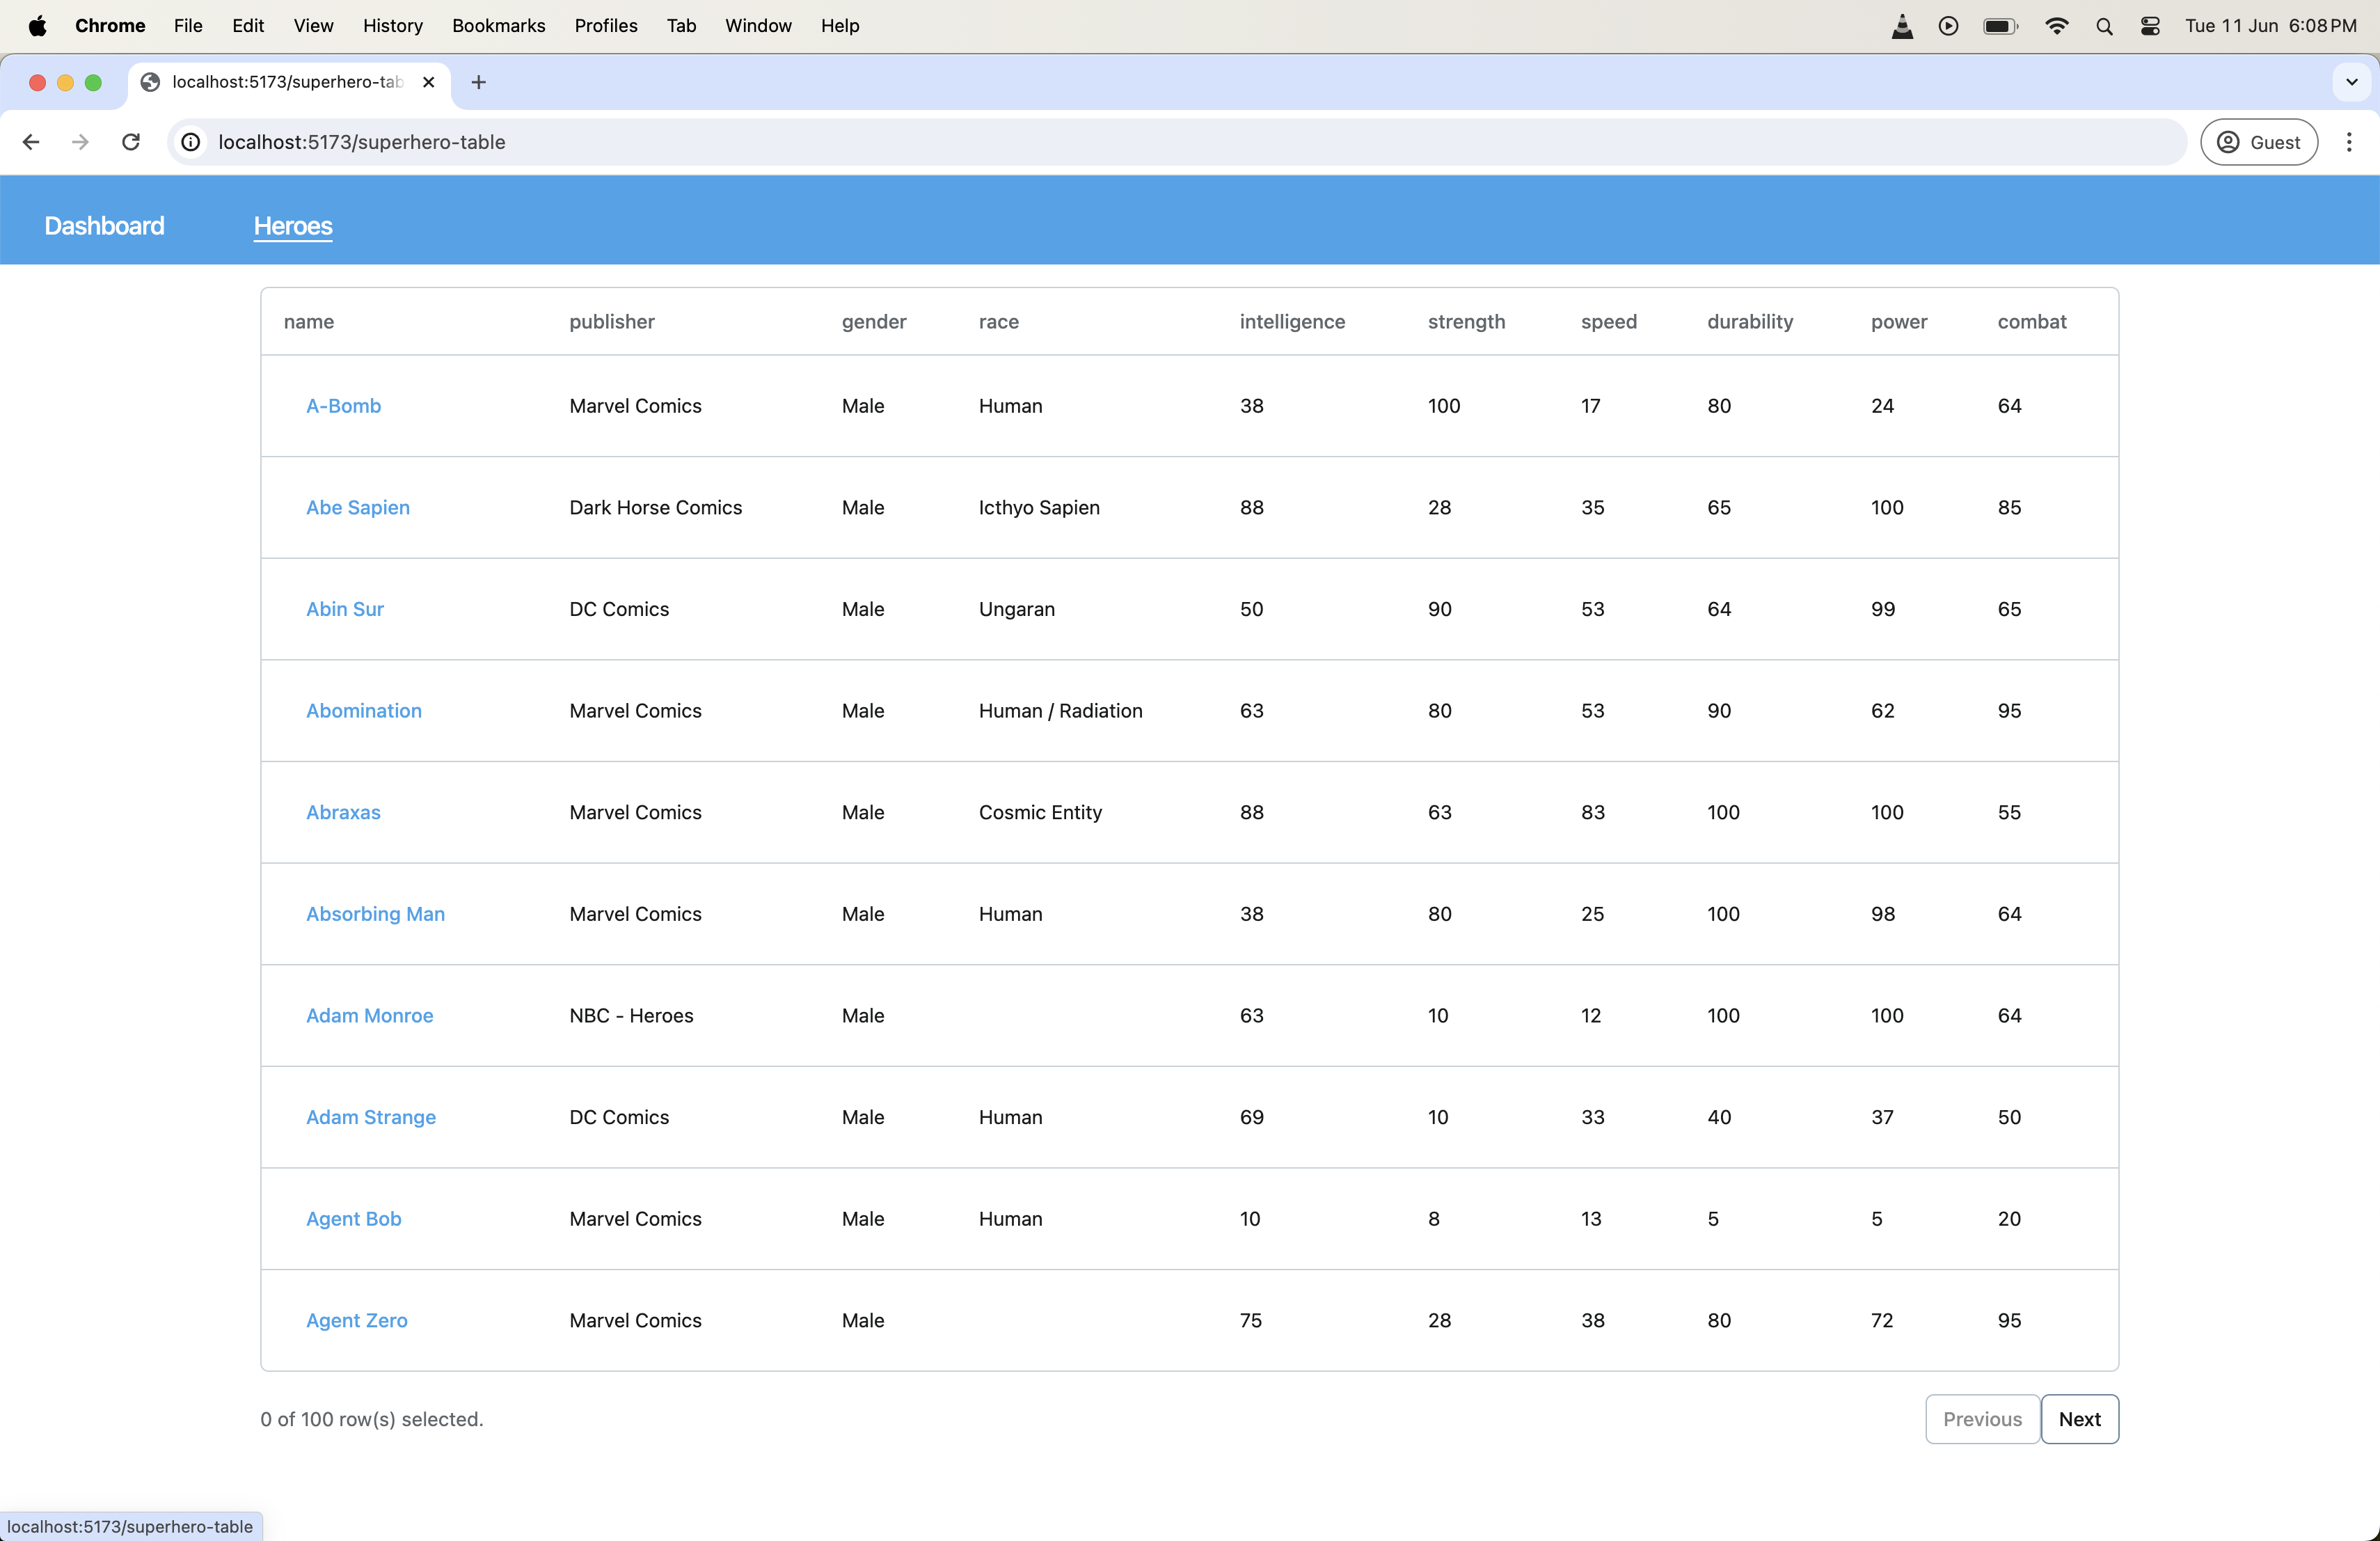 Chrome File Edit View History Bookmarks Profiles Tab Window Help Tue 11 Jun 6:08 PM
localhost:5173/superhero-tab
localhost:5173/superhero-table Guest
Dashboard Heroes
name publisher gender race intelligence strength speed durability power combat
A-Bomb Marvel Comics Male Human 38 100 17 80 24 64
Abe Sapien Dark Horse Comics Male Icthyo Sapien 88 28 35 65 100 85
Abin Sur DC Comics Male Ungaran 50 90 53 64 99 65
Abomination Marvel Comics Male Human / Radiation 63 80 53 90 62 95
Abraxas Marvel Comics Male Cosmic Entity 88 63 83 100 100 55
Absorbing Man Marvel Comics Male Human 38 80 25 100 98 64
Adam Monroe NBC - Heroes Male 63 10 12 100 100 64
Adam Strange DC Comics Male Human 69 10 33 40 37 50
Agent Bob Marvel Comics Male Human 10 8 13 5 5 20
Agent Zero Marvel Comics Male 75 28 38 80 72 95
0 of 100 row(s) selected. Previous Next
localhost:5173/superhero-table